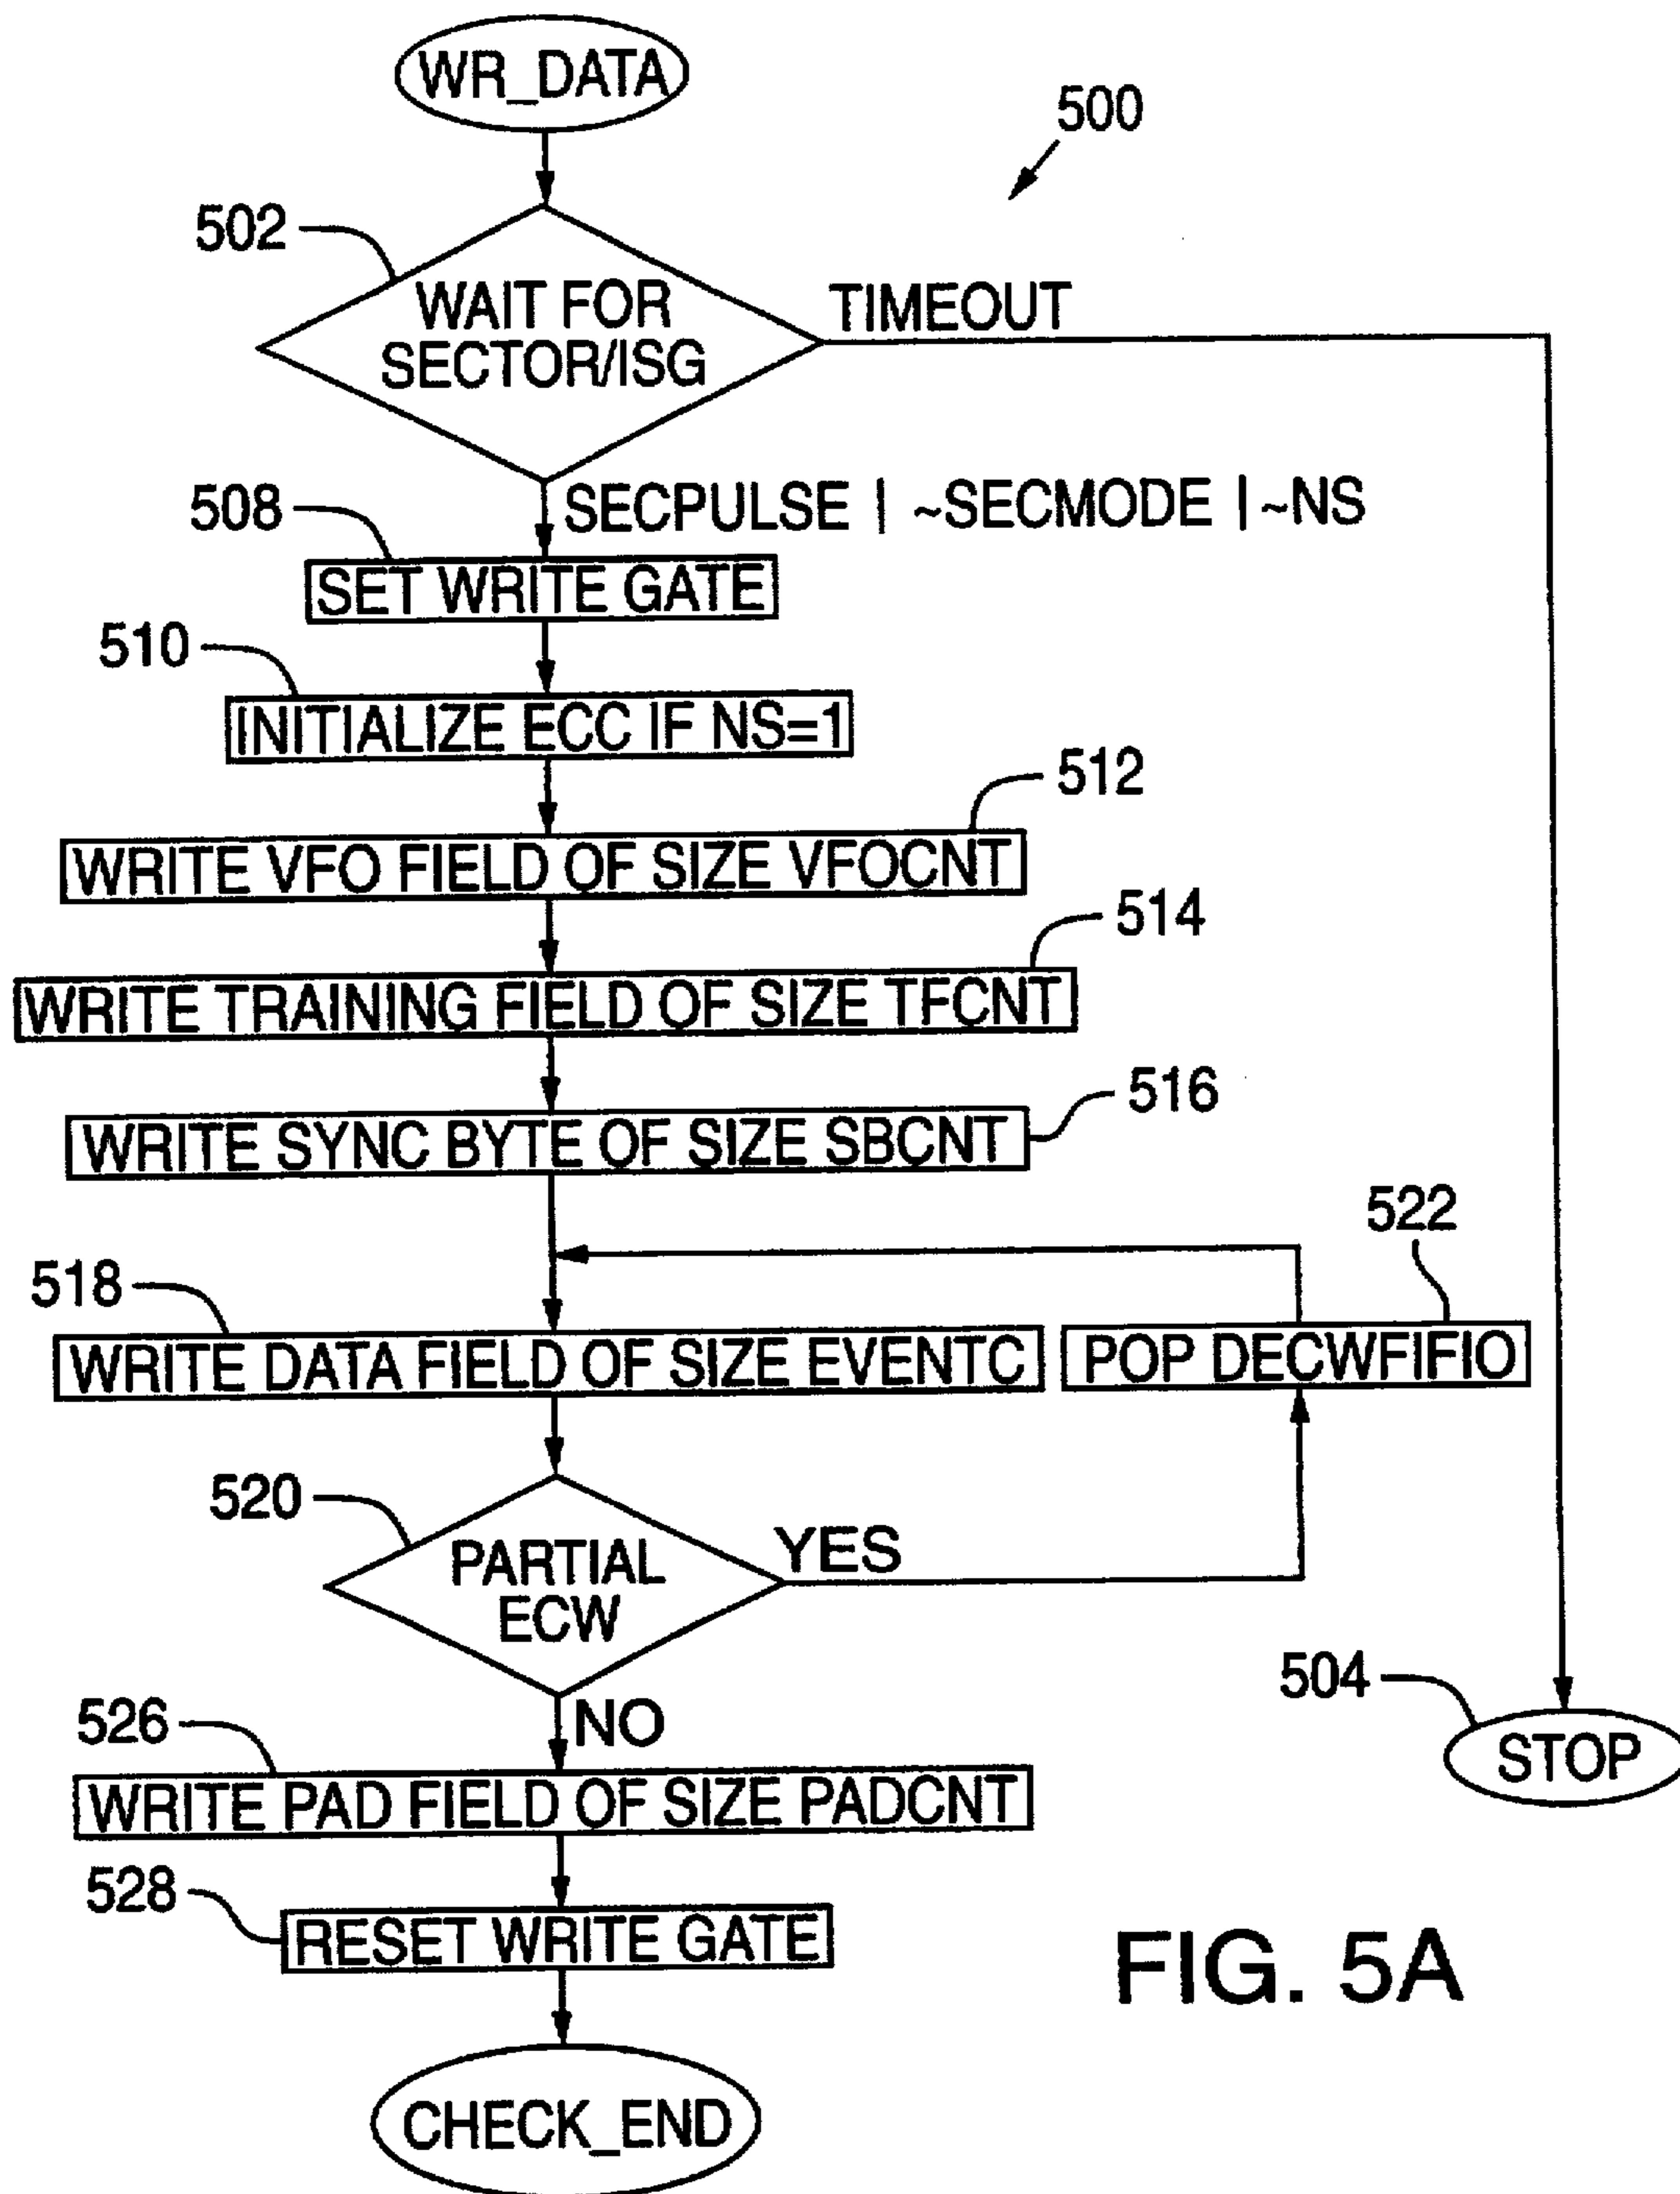 WR_DATA
500
502
WAIT FOR
SECTOR/ISG
TIMEOUT
508
SECPULSE | ~SECMODE | ~NS
SET WRITE GATE
510
INITIALIZE ECC IF NS=1
512
WRITE VFO FIELD OF SIZE VFOCNT
514
WRITE TRAINING FIELD OF SIZE TFCNT
516
WRITE SYNC BYTE OF SIZE SBCNT
522
518
WRITE DATA FIELD OF SIZE EVENTC
POP DECWFIFIO
520
PARTIAL
ECW
YES
504
STOP
526
NO
WRITE PAD FIELD OF SIZE PADCNT
528
RESET WRITE GATE
FIG. 5A
CHECK_END